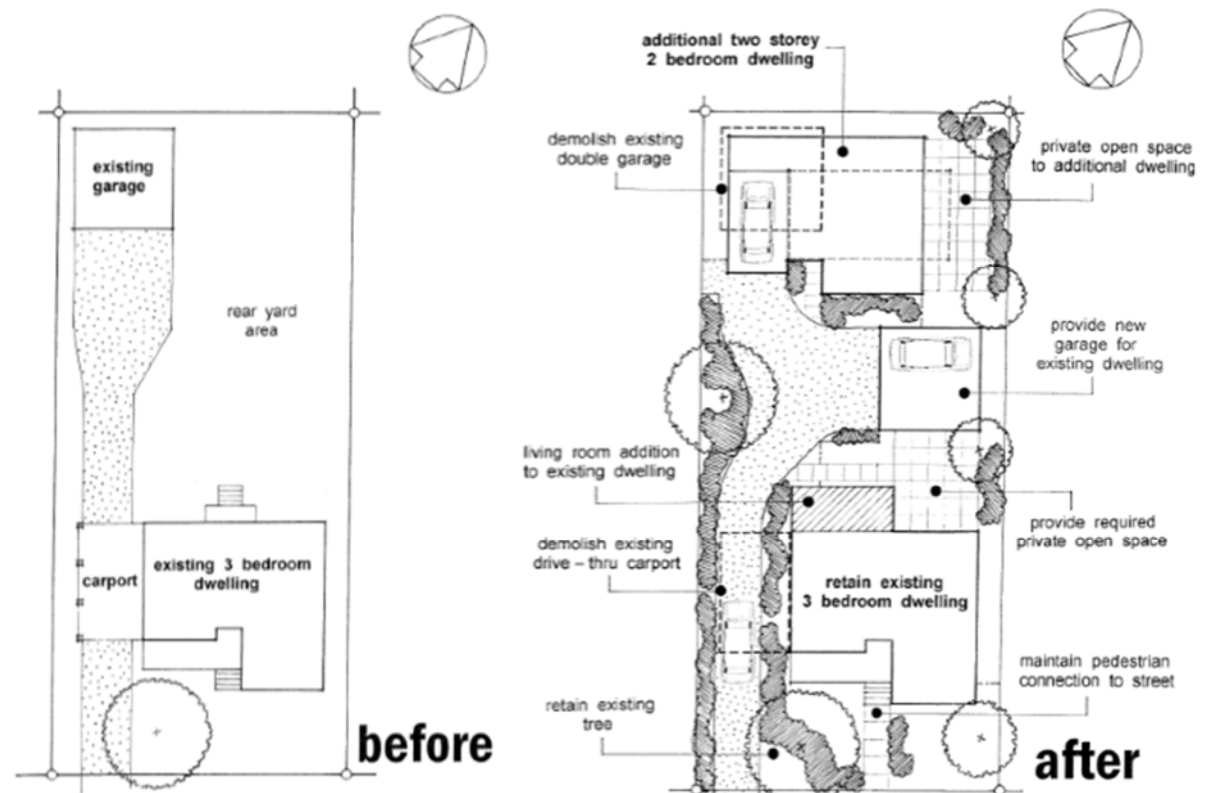 existing
garage
rear yard
area
carport
existing 3 bedroom
dwelling
before
additional two storey
2 bedroom dwelling
demolish existing
double garage
private open space
to additional dwelling
provide new
garage for
existing dwelling
living room addition
to existing dwelling
provide required
private open space
demolish existing
drive – thru carport
retain existing
3 bedroom dwelling
maintain pedestrian
connection to street
retain existing
tree
after